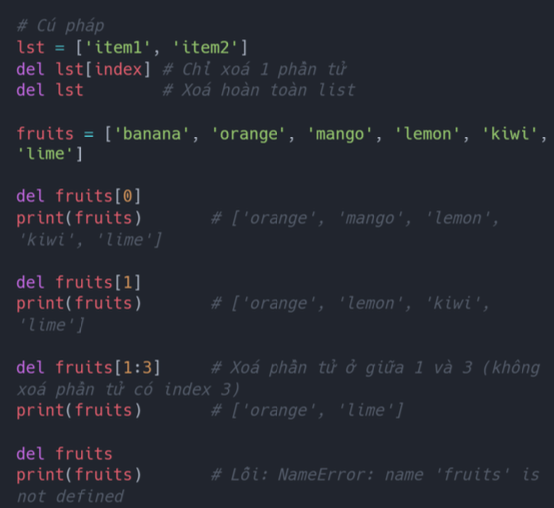 # Cú pháp
lst = ['item1', 'item2']
del lst[index] # Chỉ xoá 1 phần tử
del lst        # Xoá hoàn toàn list
fruits = ['banana', 'orange', 'mango', 'lemon', 'kiwi',
'lime']
del fruits[0]
print(fruits)       # ['orange', 'mango', 'lemon',
'kiwi', 'lime']
del fruits[1]
print(fruits)       # ['orange', 'lemon', 'kiwi',
'lime']
del fruits[1:3]     # Xoá phần tử ở giữa 1 và 3 (không
xoá phần tử có index 3)
print(fruits)       # ['orange', 'lime']
del fruits
print(fruits)       # Lỗi: NameError: name 'fruits' is
not defined